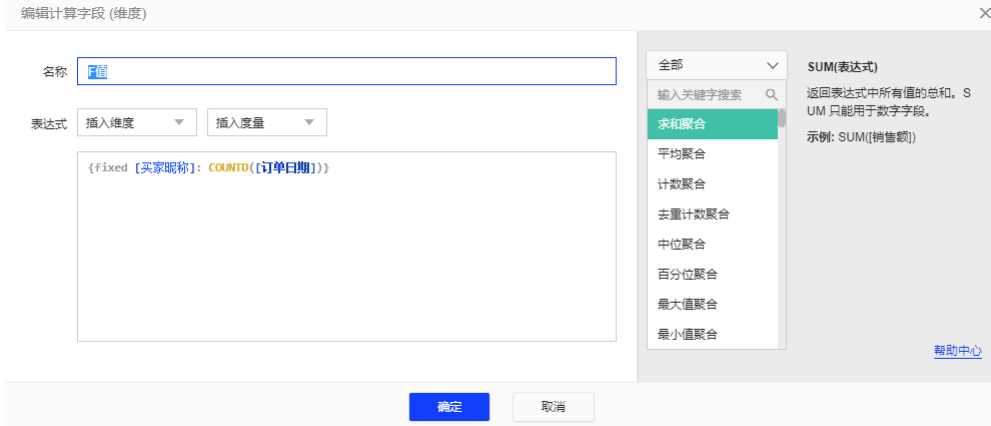 编辑计算字段 (维度)
名称 F值
表达式 插入维度 插入度量
{fixed [买家昵称]: COUNTD([订单日期])}
全部
输入关键字搜索
求和聚合
平均聚合
计数聚合
去重计数聚合
中位聚合
百分位聚合
最大值聚合
最小值聚合
SUM(表达式)
返回表达式中所有值的总和。S
UM 只能用于数字字段。
示例: SUM([销售额])
帮助中心
确定 取消